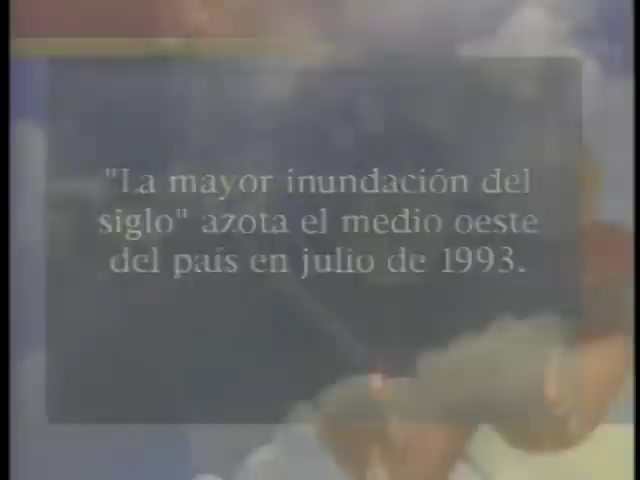 "La mayor inundación del
siglo" azota el medio oeste
del país en julio de 1993.